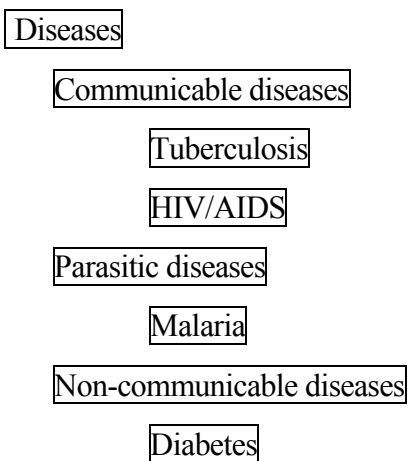 Diseases
Communicable diseases
Tuberculosis
HIV/AIDS
Parasitic diseases
Malaria
Non-communicable diseases
Diabetes